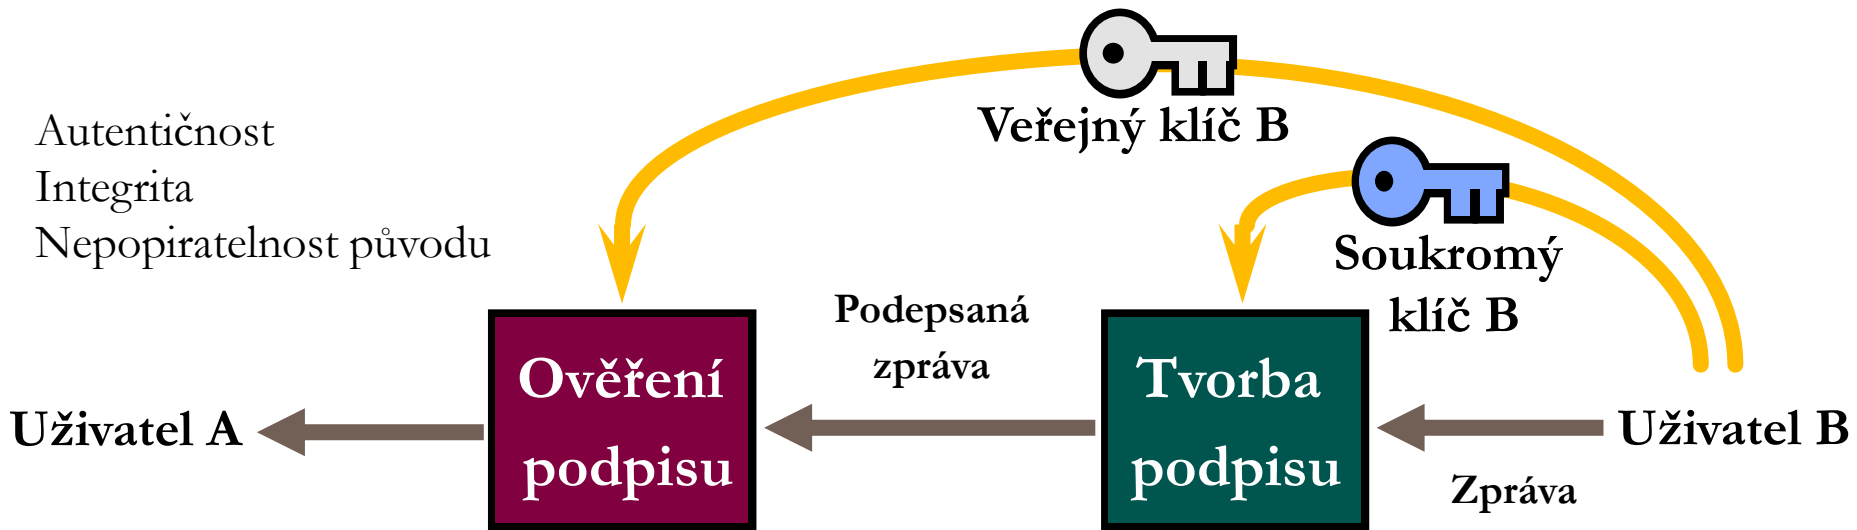 Autentičnost
Integrita
Nepopiratelnost původu
Veřejný klíč B
Soukromý
klíč B
Podepsaná
zpráva
Ověření
podpisu
Tvorba
podpisu
Uživatel A
Uživatel B
Zpráva